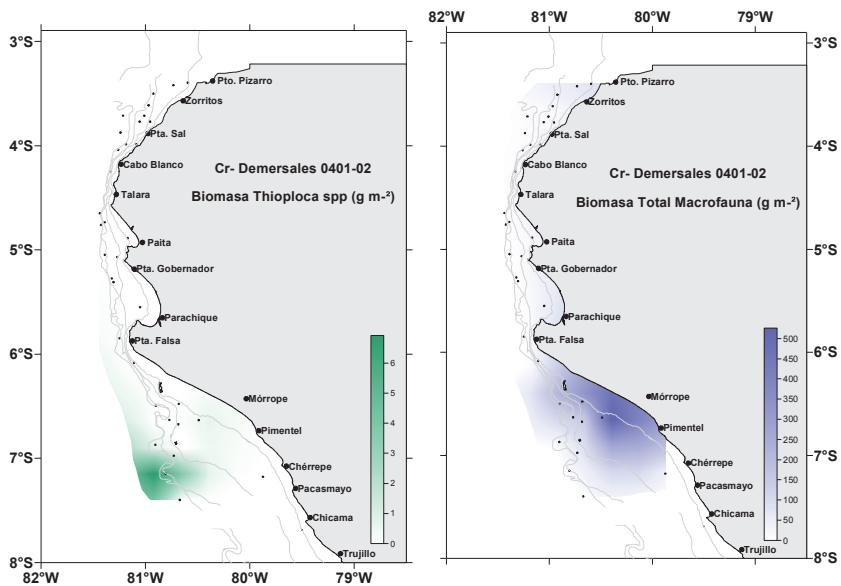 82°W 81°W 80°W 79°W
3°S
Pto. Pizarro
Zorritos
Pta. Sal
4°S
Cabo Blanco
Cr- Demersales 0401-02
Talara
Biomasa Thioploca spp (g m-²)
Paita
5°S
Pta. Gobernador
Parachique
Pta. Falsa
6°S
Mórrope
Pimentel
7°S
Chérrepe
Pacasmayo
Chicama
Trujillo
8°S
6
5
4
3
2
1
0
82°W 81°W 80°W 79°W
3°S
Pto. Pizarro
Zorritos
Pta. Sal
4°S
Cabo Blanco
Cr- Demersales 0401-02
Talara
Biomasa Total Macrofauna (g m-²)
Paita
5°S
Pta. Gobernador
Parachique
Pta. Falsa
6°S
Mórrope
Pimentel
7°S
Chérrepe
Pacasmayo
Chicama
Trujillo
8°S
500
450
400
350
300
250
200
150
100
50
0